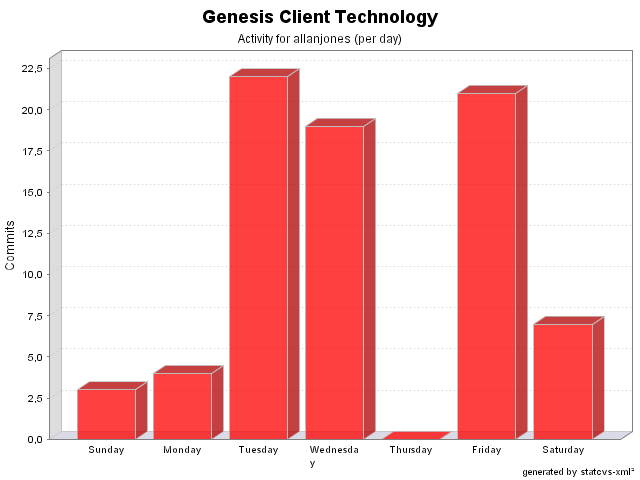 Genesis Client Technology
Activity for allanjones (per day)
22,5
20,0
17,5
15,0
12,5
10,0
7,5
5,0
2,5
0,0
Commits
Sunday Monday Tuesday Wednesda Thursday Friday Saturday
y
generated by statcvs-xml²